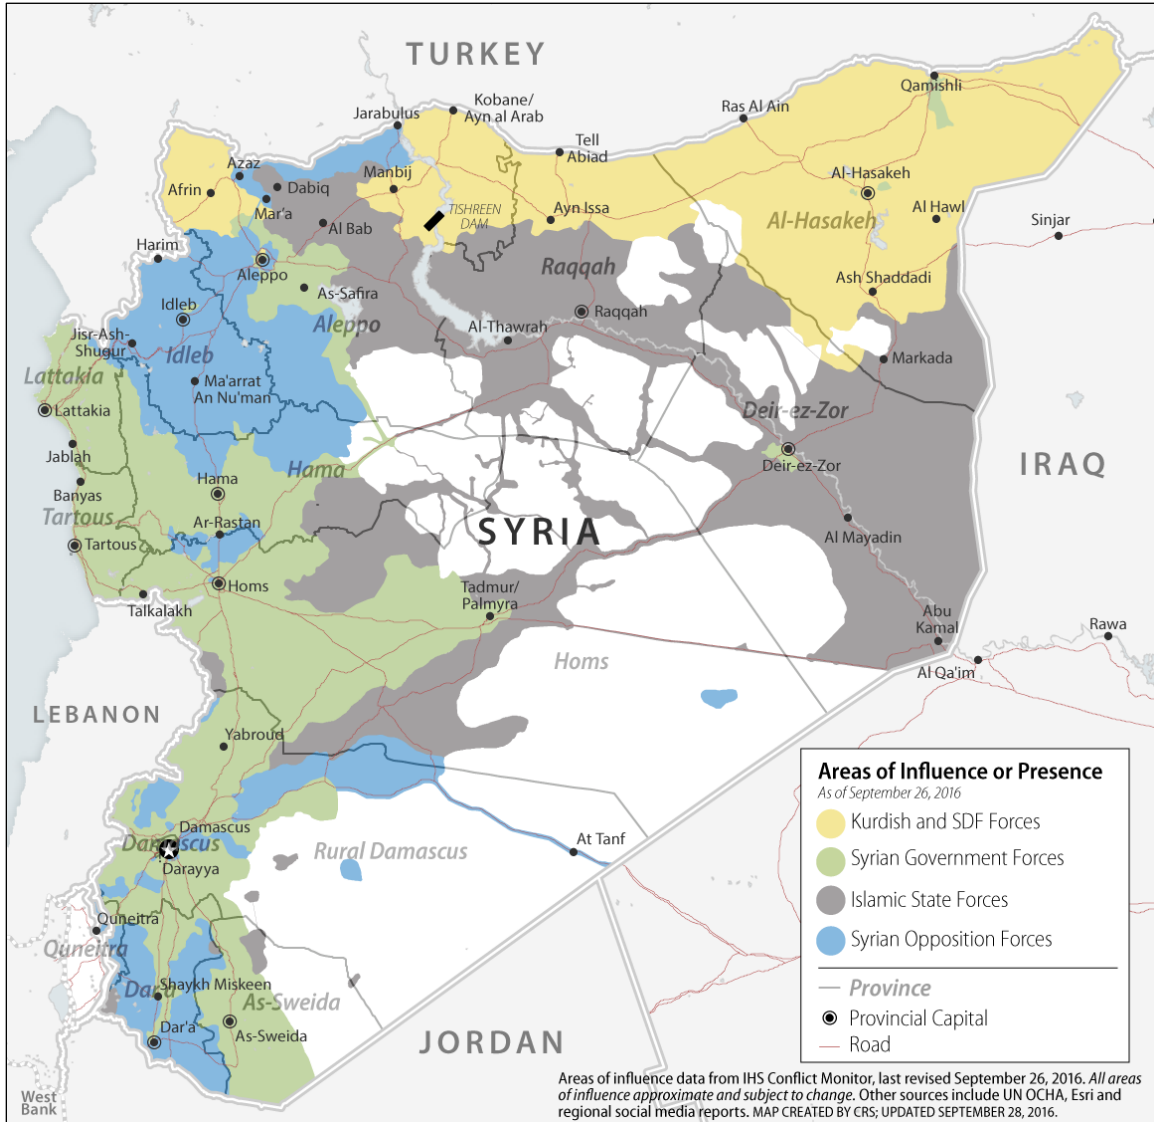 TURKEY
Kobane/
Ayn al Arab
Jarabulus
Ras Al Ain
Qamishli
Tell
Abiad
Azaz
Afrin
Dabiq
Manbij
Mar'a
Al Bab
TISHREEN
DAM
Ayn Issa
Al-Hasakeh
Al-Hasakeh
Al Hawl
Sinjar
Harim
Aleppo
As-Safira
Raqqah
Raqqah
Ash Shaddadi
Idleb
Aleppo
Jisr-Ash-
Shugur
Idleb
Al-Thawrah
Markada
Lattakia
Ma'arrat
An Nu'man
Lattakia
Deir-ez-Zor
Jablah
Hama
Deir-ez-Zor
IRAQ
Banyas
Hama
Tartous
Ar-Rastan
SYRIA
Al Mayadin
Tartous
Homs
Tadmur/
Palmyra
Talkalakh
Abu
Kamal
Rawa
Homs
Al Qa'im
LEBANON
Yabroud
Damascus
Damascus
Darayya
Rural Damascus
At Tanf
Quneitra
Quneitra
Shaykh Miskeen
Dar'a
As-Sweida
Dar'a
As-Sweida
JORDAN
West
Bank
Areas of Influence or Presence
As of September 26, 2016
Kurdish and SDF Forces
Syrian Government Forces
Islamic State Forces
Syrian Opposition Forces
Province
Provincial Capital
Road
Areas of influence data from IHS Conflict Monitor, last revised September 26, 2016. All areas
of influence approximate and subject to change. Other sources include UN OCHA, Esri and
regional social media reports. MAP CREATED BY CRS; UPDATED SEPTEMBER 28, 2016.